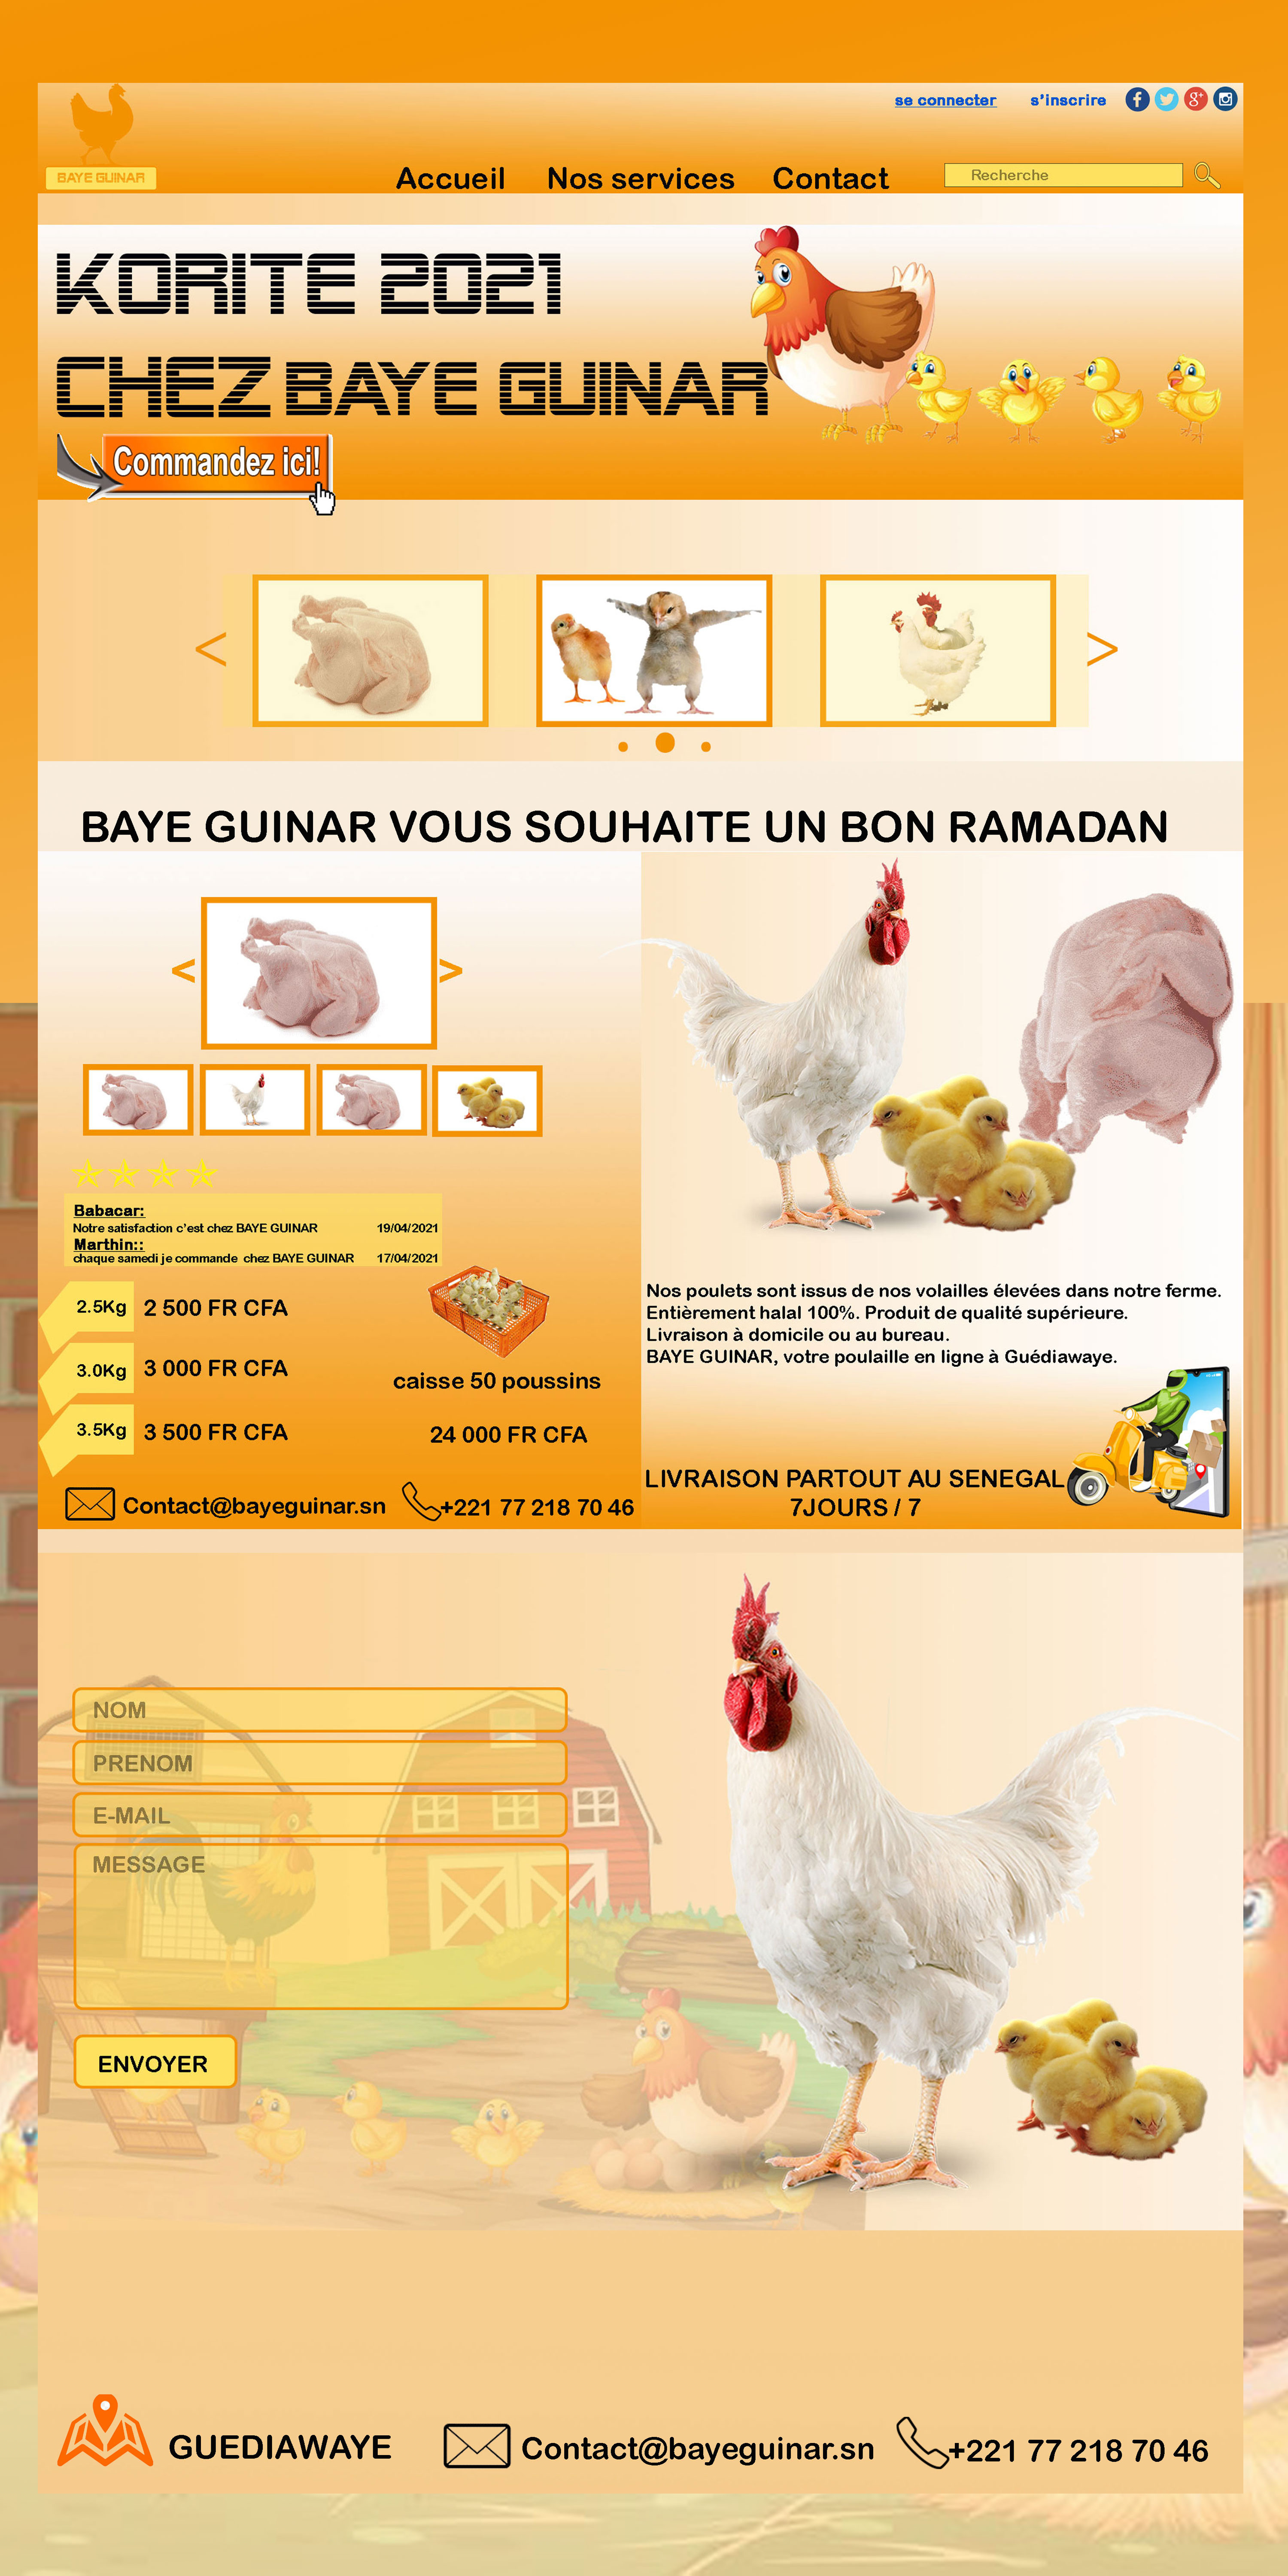 se connecter
s'inscrire
BAYE GUINAR
Accueil
Nos services
Contact
Recherche
KORITE 2021
CHEZ BAYE GUINAR
Commandez ici!
BAYE GUINAR VOUS SOUHAITE UN BON RAMADAN
Babacar:
Notre satisfaction c'est chez BAYE GUINAR 19/04/2021
Marthin::
chaque samedi je commande chez BAYE GUINAR 17/04/2021
2.5Kg 2 500 FR CFA
3.0Kg 3 000 FR CFA
3.5Kg 3 500 FR CFA
caisse 50 poussins
24 000 FR CFA
Contact@bayeguinar.sn
+221 77 218 70 46
Nos poulets sont issus de nos volailles élevées dans notre ferme.
Entièrement halal 100%. Produit de qualité supérieure.
Livraison à domicile ou au bureau.
BAYE GUINAR, votre poulaille en ligne à Guédiawaye.
LIVRAISON PARTOUT AU SENEGAL
7JOURS / 7
NOM
PRENOM
E-MAIL
MESSAGE
ENVOYER
GUEDIAWAYE
Contact@bayeguinar.sn
+221 77 218 70 46